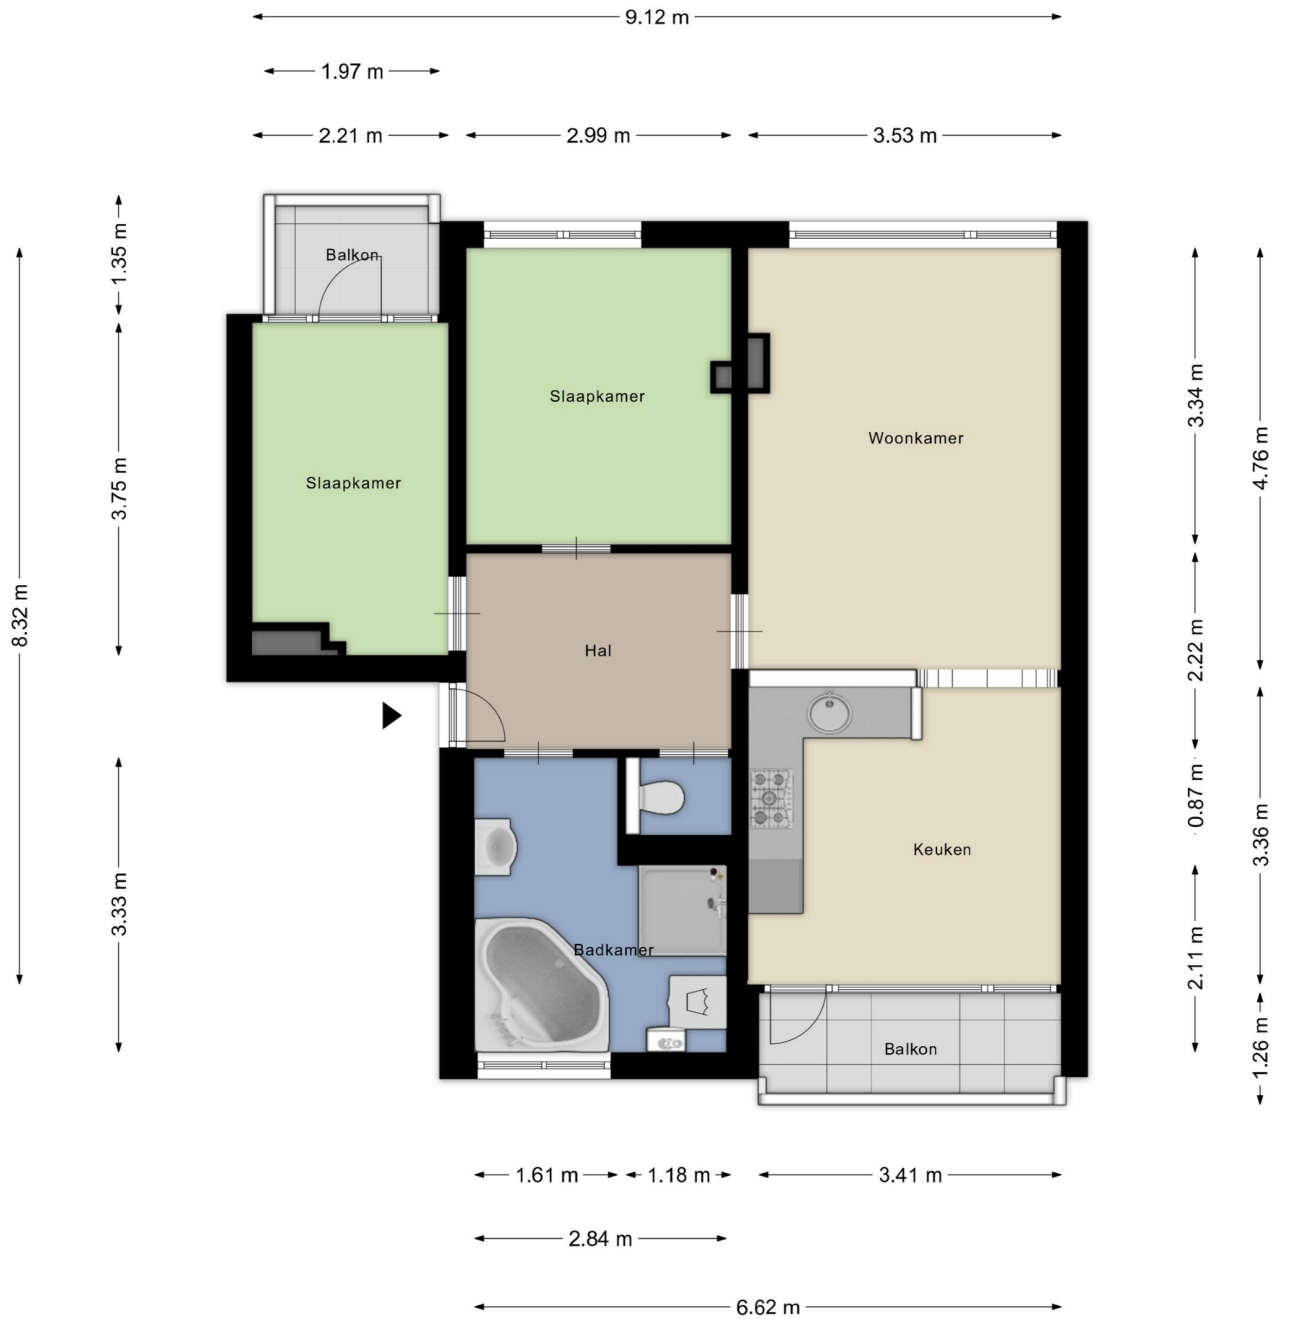 9.12 m
1.97 m
2.21 m
2.99 m
3.53 m
1.35 m
Balkon
3.34 m
Slaapkamer
Woonkamer
4.76 m
3.75 m
Slaapkamer
8.32 m
Hal
2.22 m
0.87 m
3.36 m
Keuken
3.33 m
Badkamer
2.11 m
Balkon
1.26 m
1.61 m
1.18 m
3.41 m
2.84 m
6.62 m